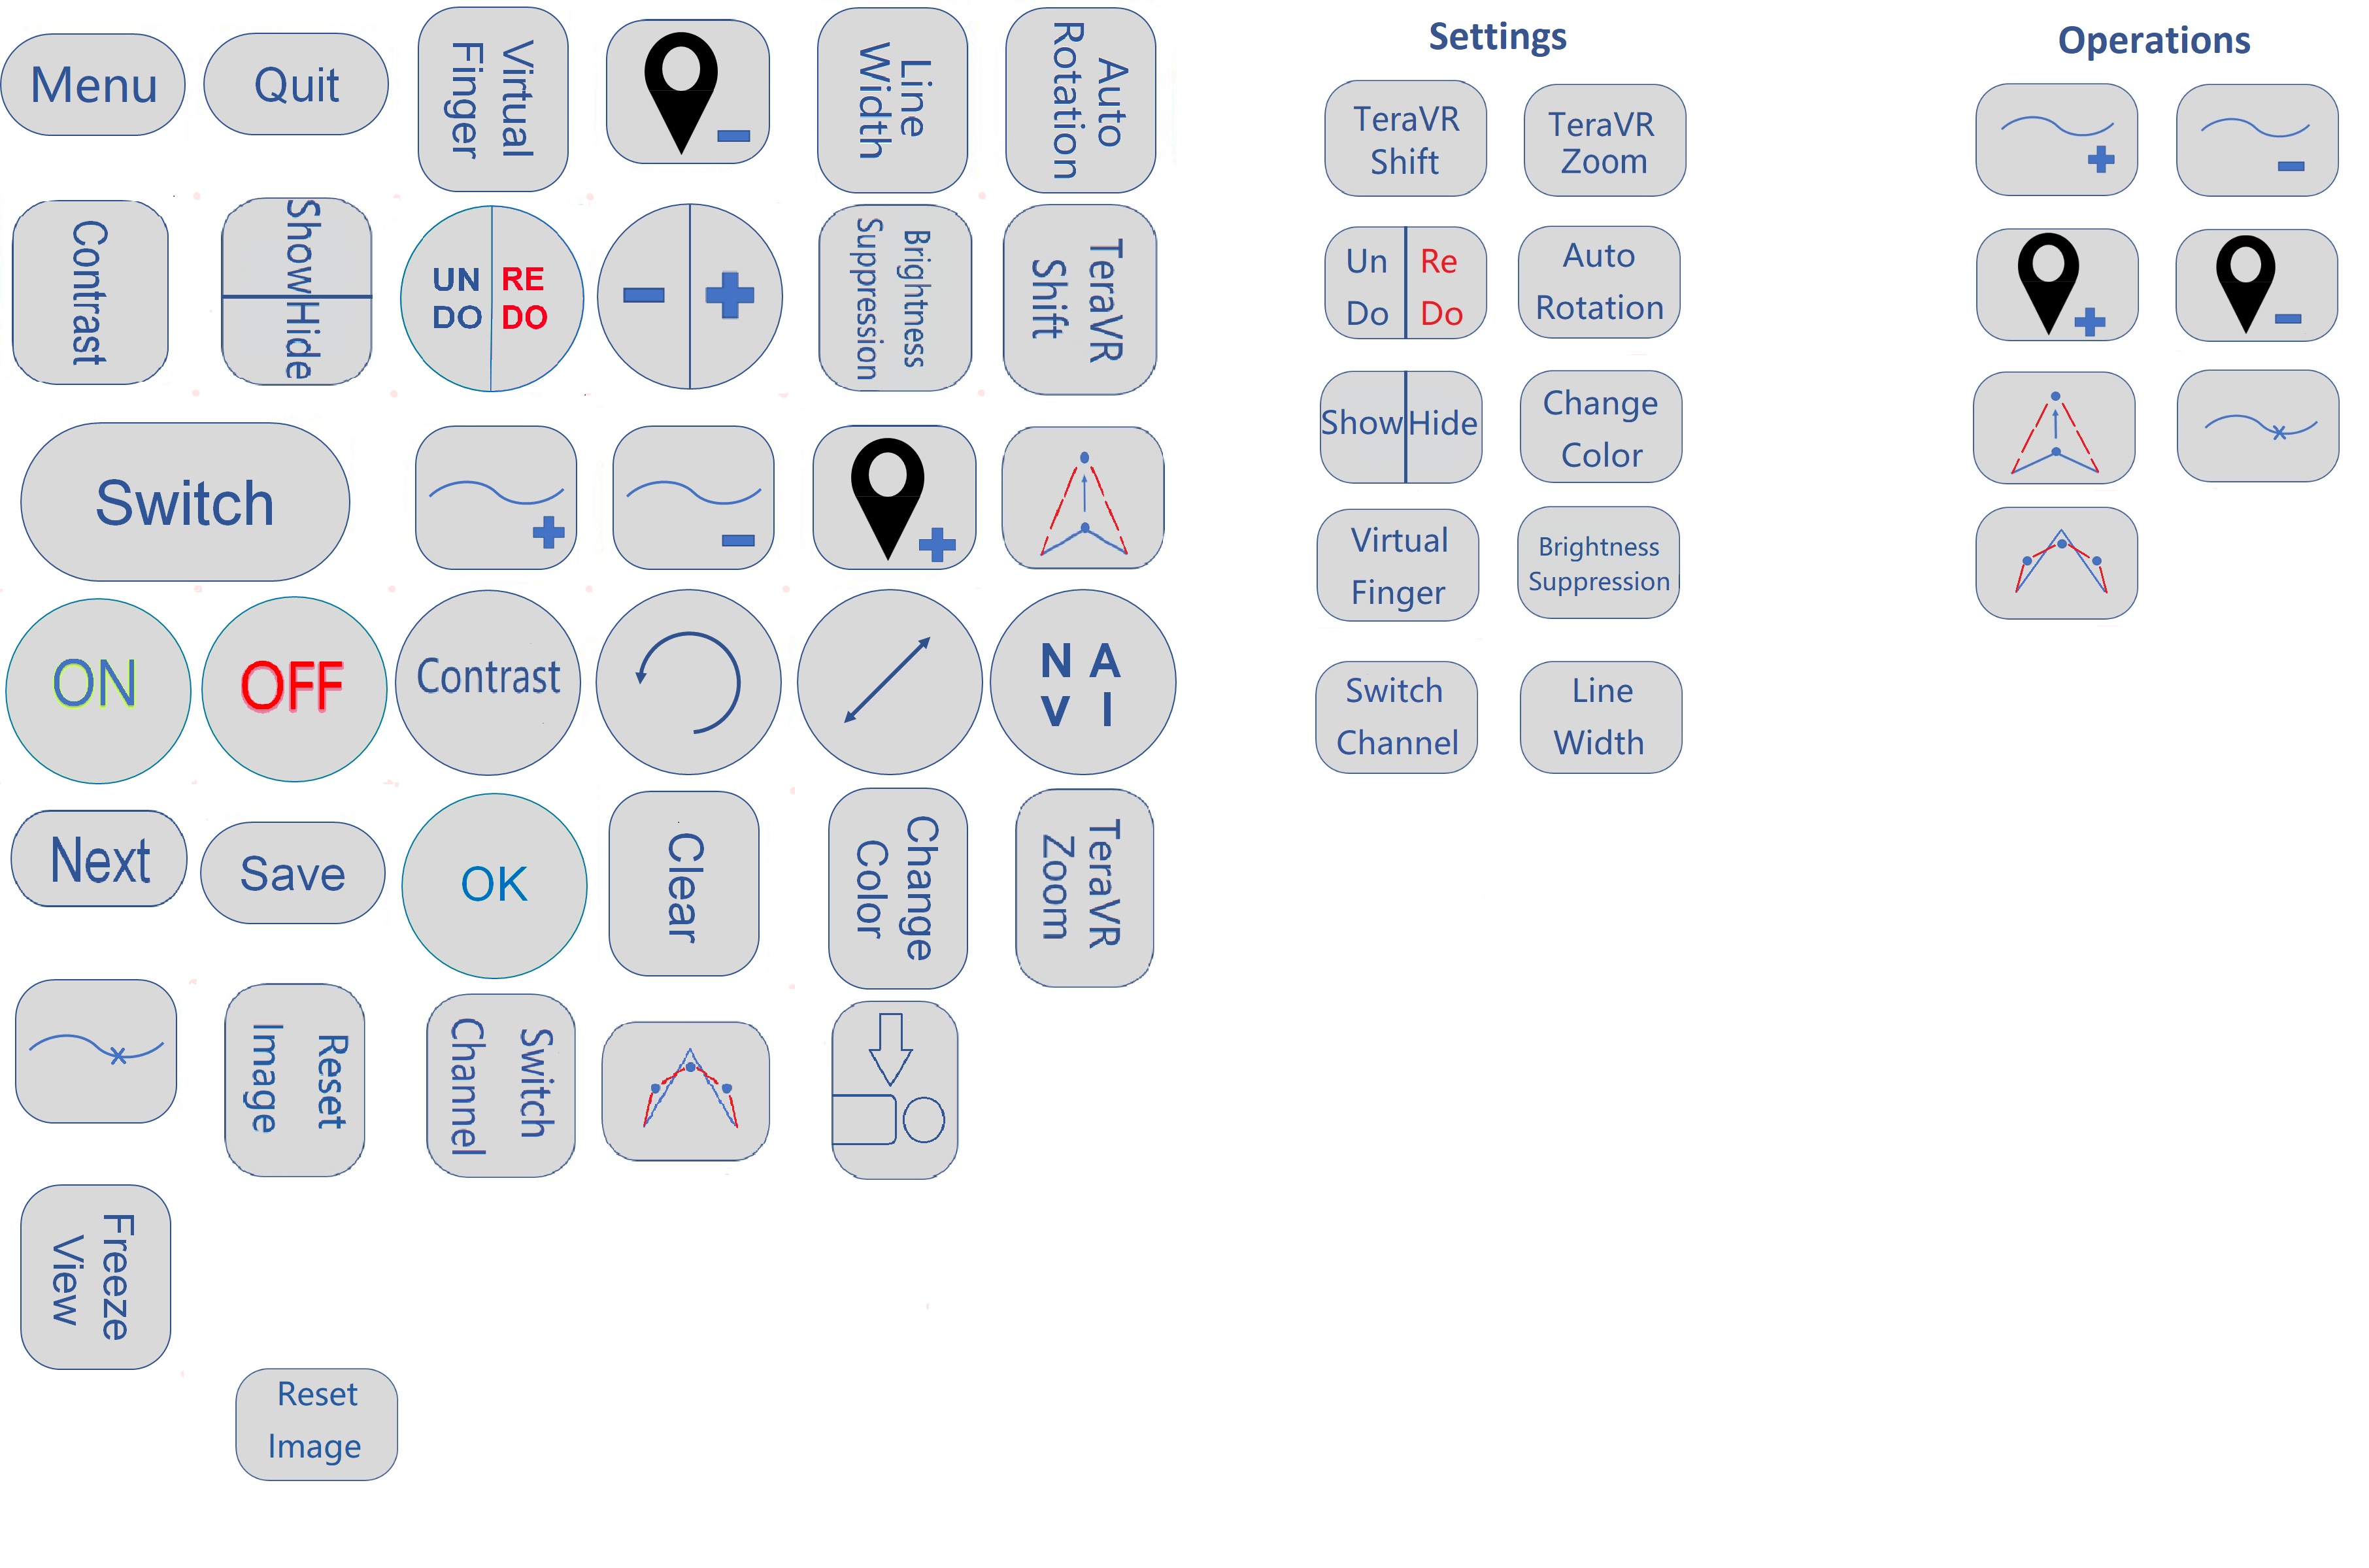 Menu
Quit
Virtual
Finger
Line
Width
Auto
Rotation
Contrast
Show
Hide
UN
DO
RE
DO
Brightness
Suppression
TeraVR
Shift
Switch
ON
OFF
Contrast
N A
V I
Next
Save
OK
Clear
Change
Color
TeraVR
Zoom
Reset
Image
Switch
Channel
Freeze
View
Reset
Image
Settings
TeraVR
Shift
TeraVR
Zoom
Un
Do
Re
Do
Auto
Rotation
Show
Hide
Change
Color
Virtual
Finger
Brightness
Suppression
Switch
Channel
Line
Width
Operations